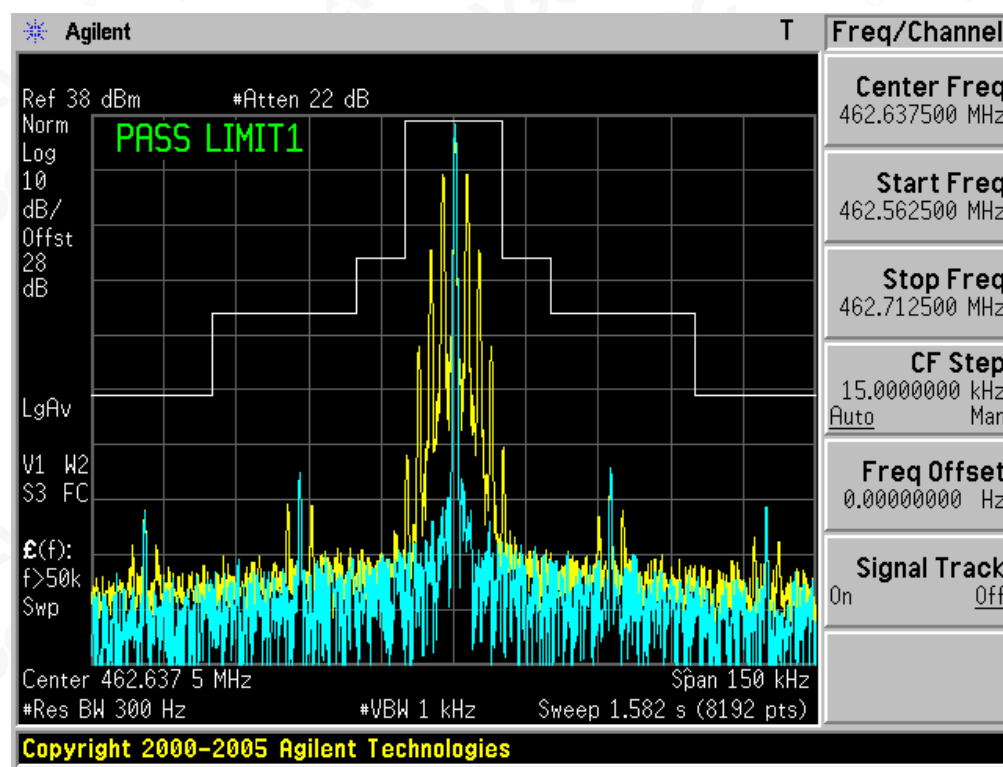 Agilent
T
Freq/Channel
Ref 38 dBm #Atten 22 dB
Norm
Log
10
dB/
Offst
28
dB
LgAv
V1 W2
S3 FC
£(f):
f>50k
Swp
PASS LIMIT1
Center 462.637 5 MHz Span 150 kHz
#Res BW 300 Hz #VBW 1 kHz Sweep 1.582 s (8192 pts)
Copyright 2000-2005 Agilent Technologies
Center Freq
462.637500 MHz
Start Freq
462.562500 MHz
Stop Freq
462.712500 MHz
CF Step
15.0000000 kHz
Auto Man
Freq Offset
0.00000000 Hz
Signal Track
On Off